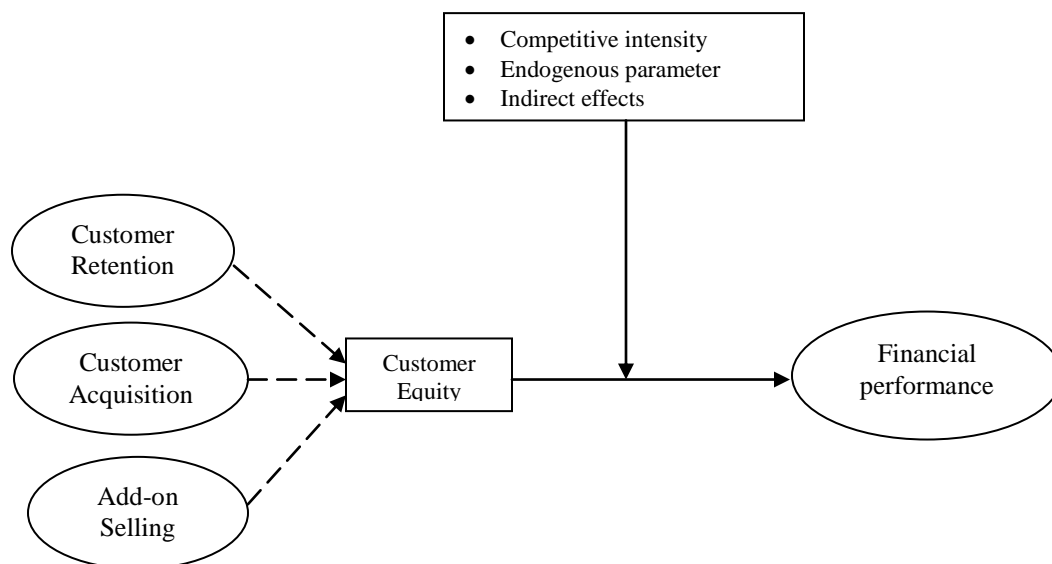 • Competitive intensity
• Endogenous parameter
• Indirect effects
Customer
Retention
Customer
Acquisition
Add-on
Selling
Customer
Equity
Financial
performance